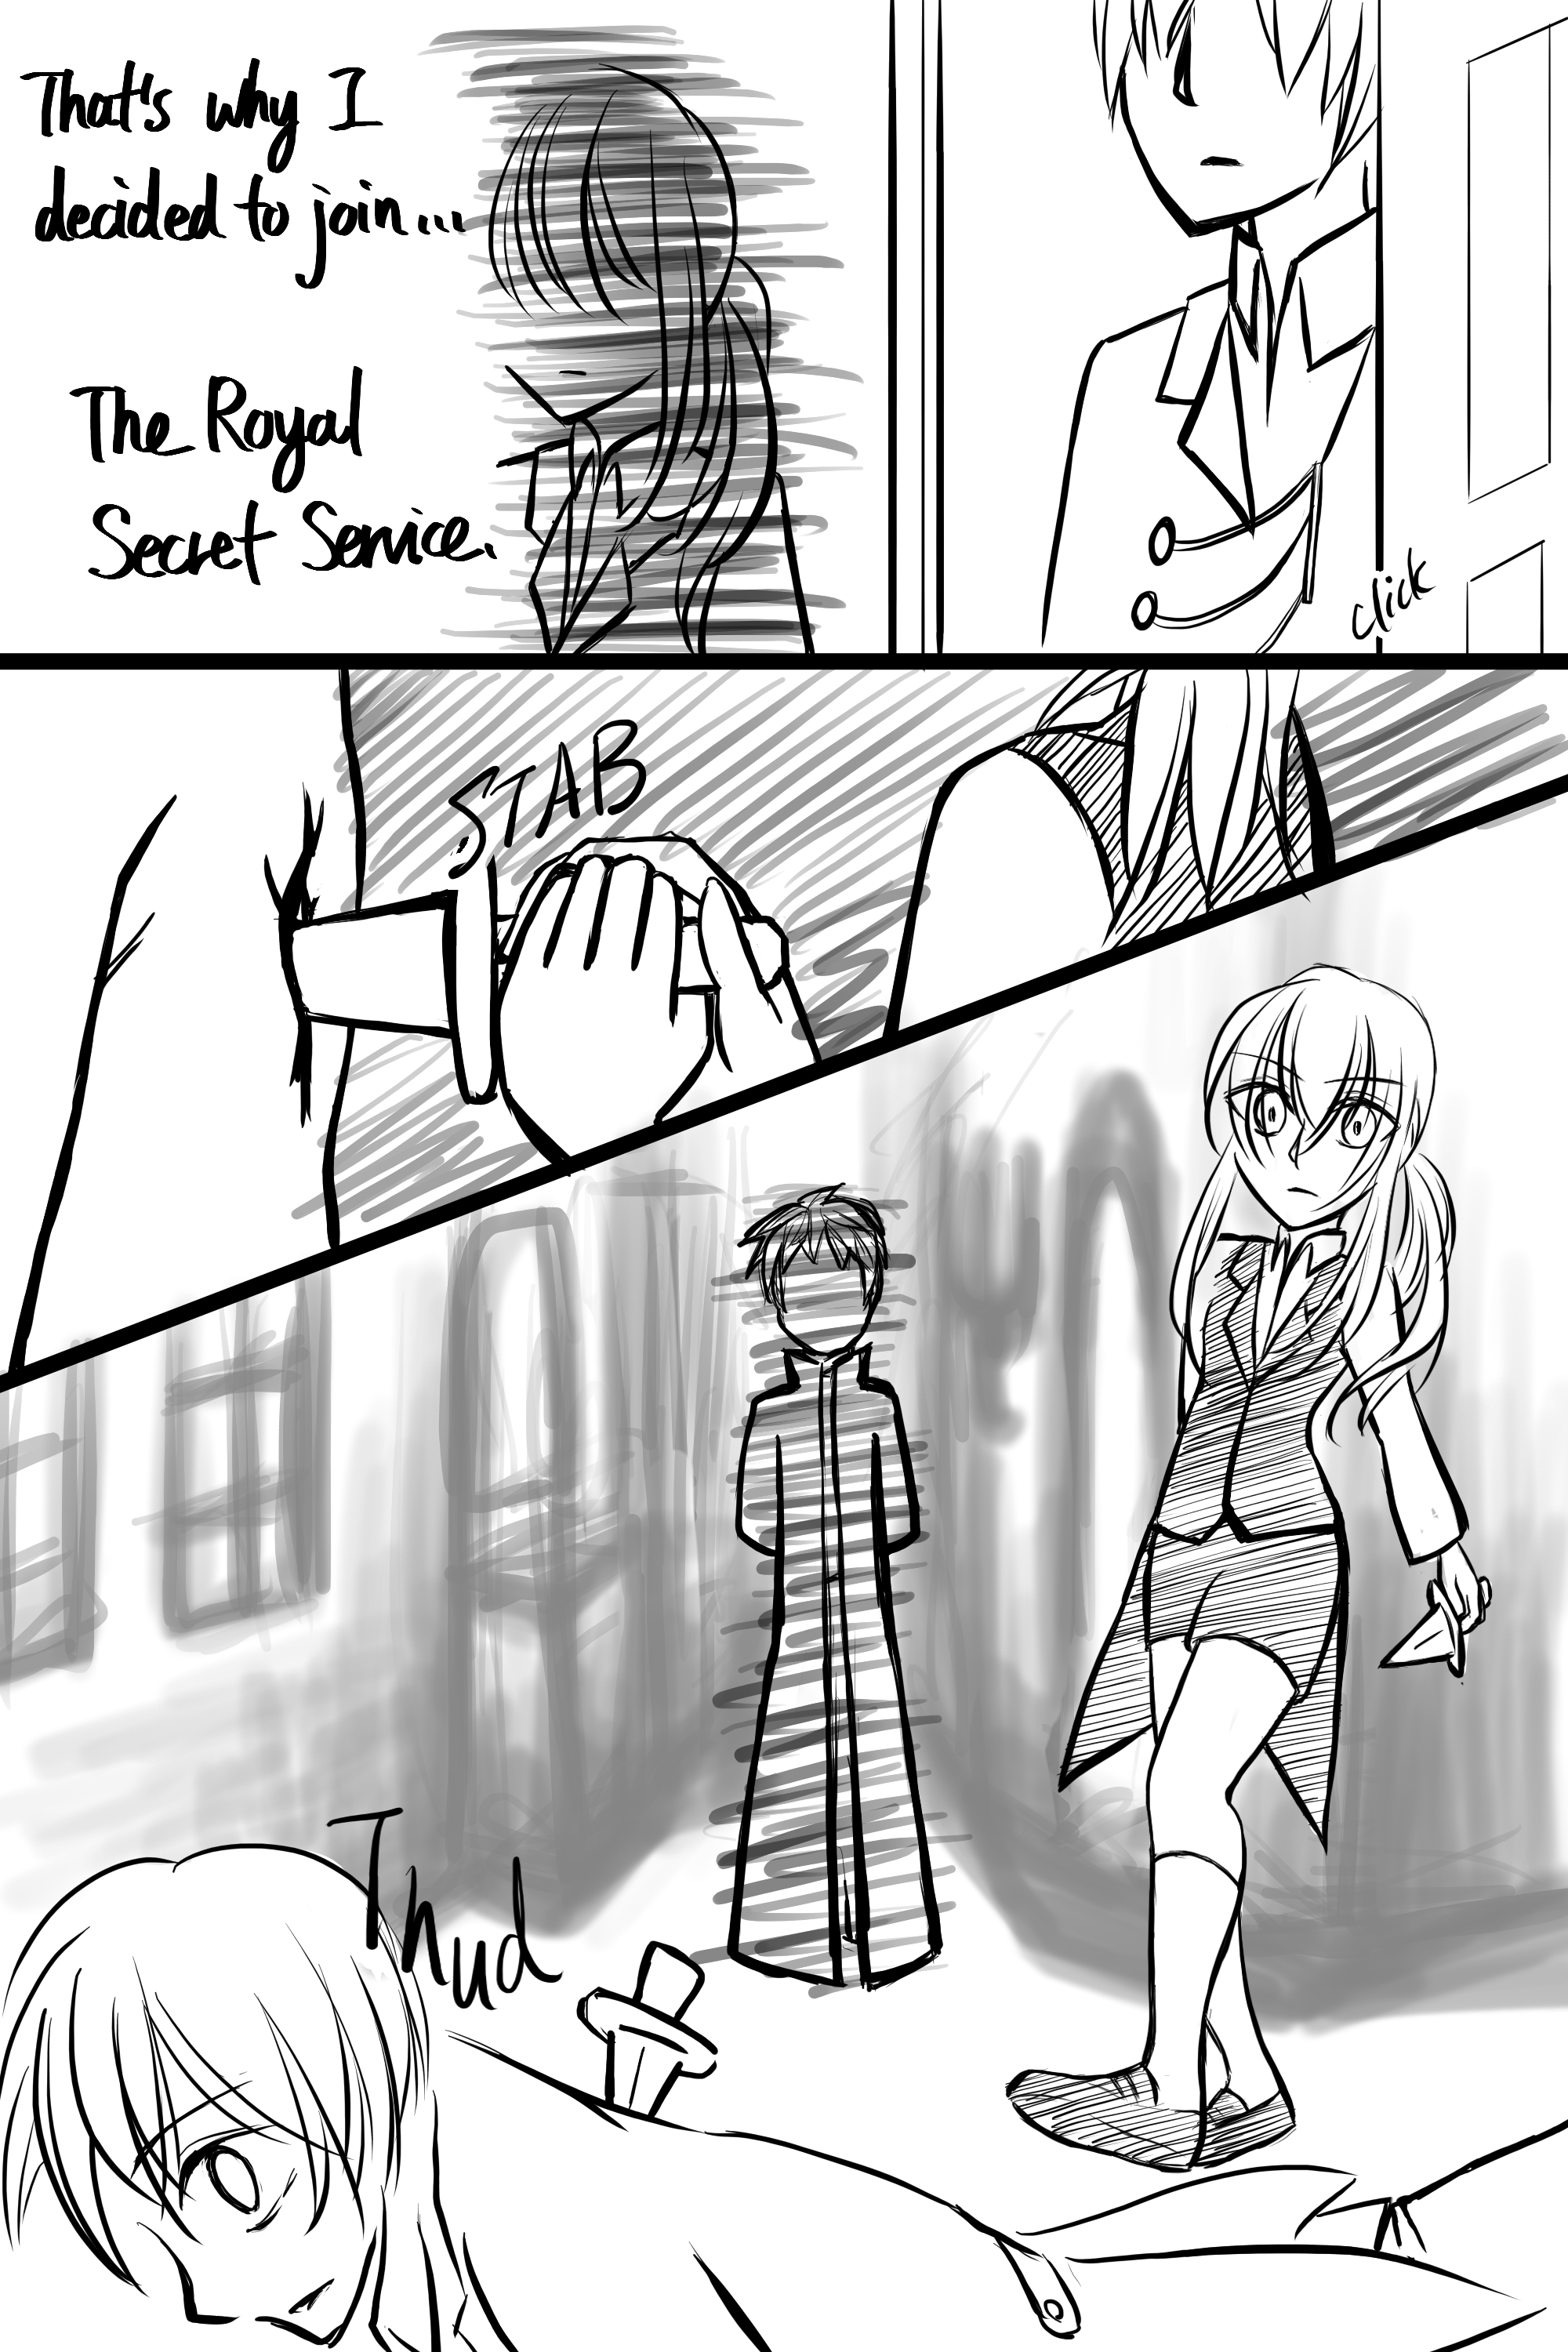 That's why I
decided to join...
The Royal
Secret Service.
click
STAB
Thud